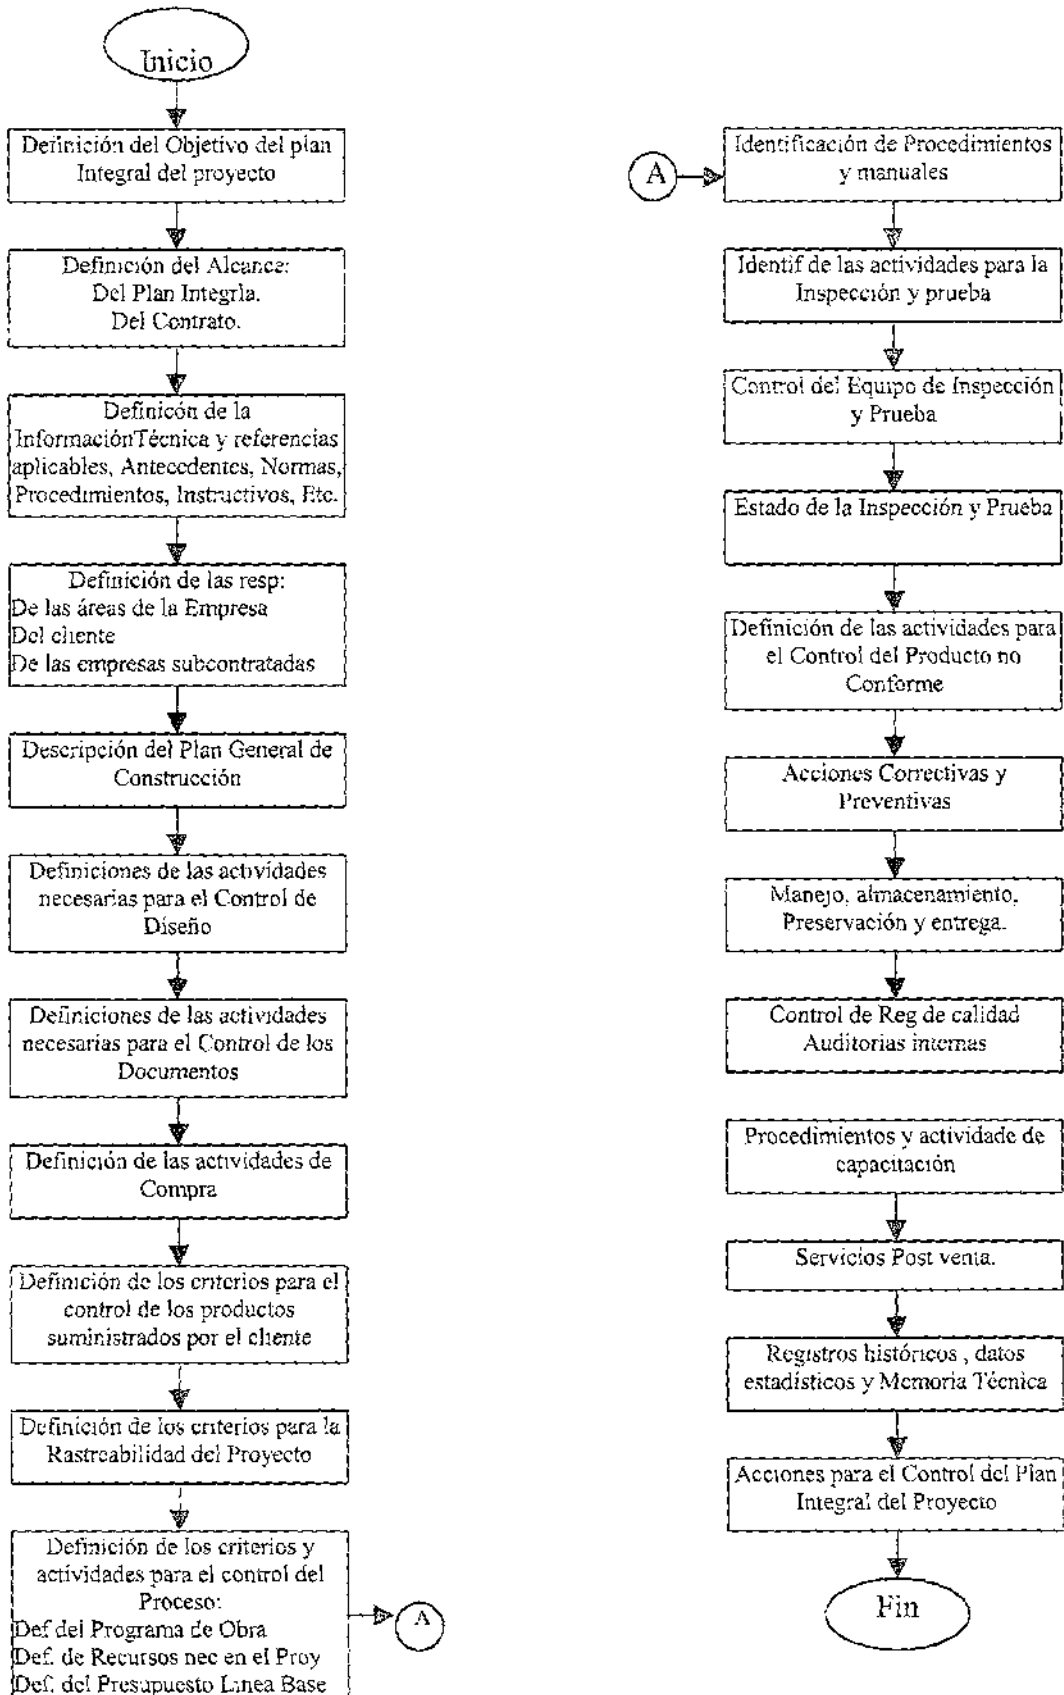 Inicio
Definición del Objetivo del plan
Integral del proyecto
Definición del Alcance:
Del Plan Integrla.
Del Contrato.
Definicón de la
InformaciónTécnica y referencias
aplicables, Antecedentes, Normas,
Procedimientos, Instructivos, Etc.
Definición de las resp:
De las áreas de la Empresa
Del cliente
De las empresas subcontratadas
Descripción del Plan General de
Construcción
Definiciones de las actividades
necesarias para el Control de
Diseño
Definiciones de las actividades
necesarias para el Control de los
Documentos
Definición de las actividades de
Compra
Definición de los criterios para el
control de los productos
suministrados por el cliente
Definición de los criterios para la
Rastreabilidad del Proyecto
Definición de los criterios y
actividades para el control del
Proceso:
Def del Programa de Obra
Def. de Recursos nec en el Proy
Def. del Presupuesto Linea Base
A
A
Identificación de Procedimientos
y manuales
Identif de las actividades para la
Inspección y prueba
Control del Equipo de Inspección
y Prueba
Estado de la Inspección y Prueba
Definición de las actividades para
el Control del Producto no
Conforme
Acciones Correctivas y
Preventivas
Manejo, almacenamiento,
Preservación y entrega.
Control de Reg de calidad
Auditorias internas
Procedimientos y actividade de
capacitación
Servicios Post venta.
Registros históricos , datos
estadísticos y Memoria Técnica
Acciones para el Control del Plan
Integral del Proyecto
Fin